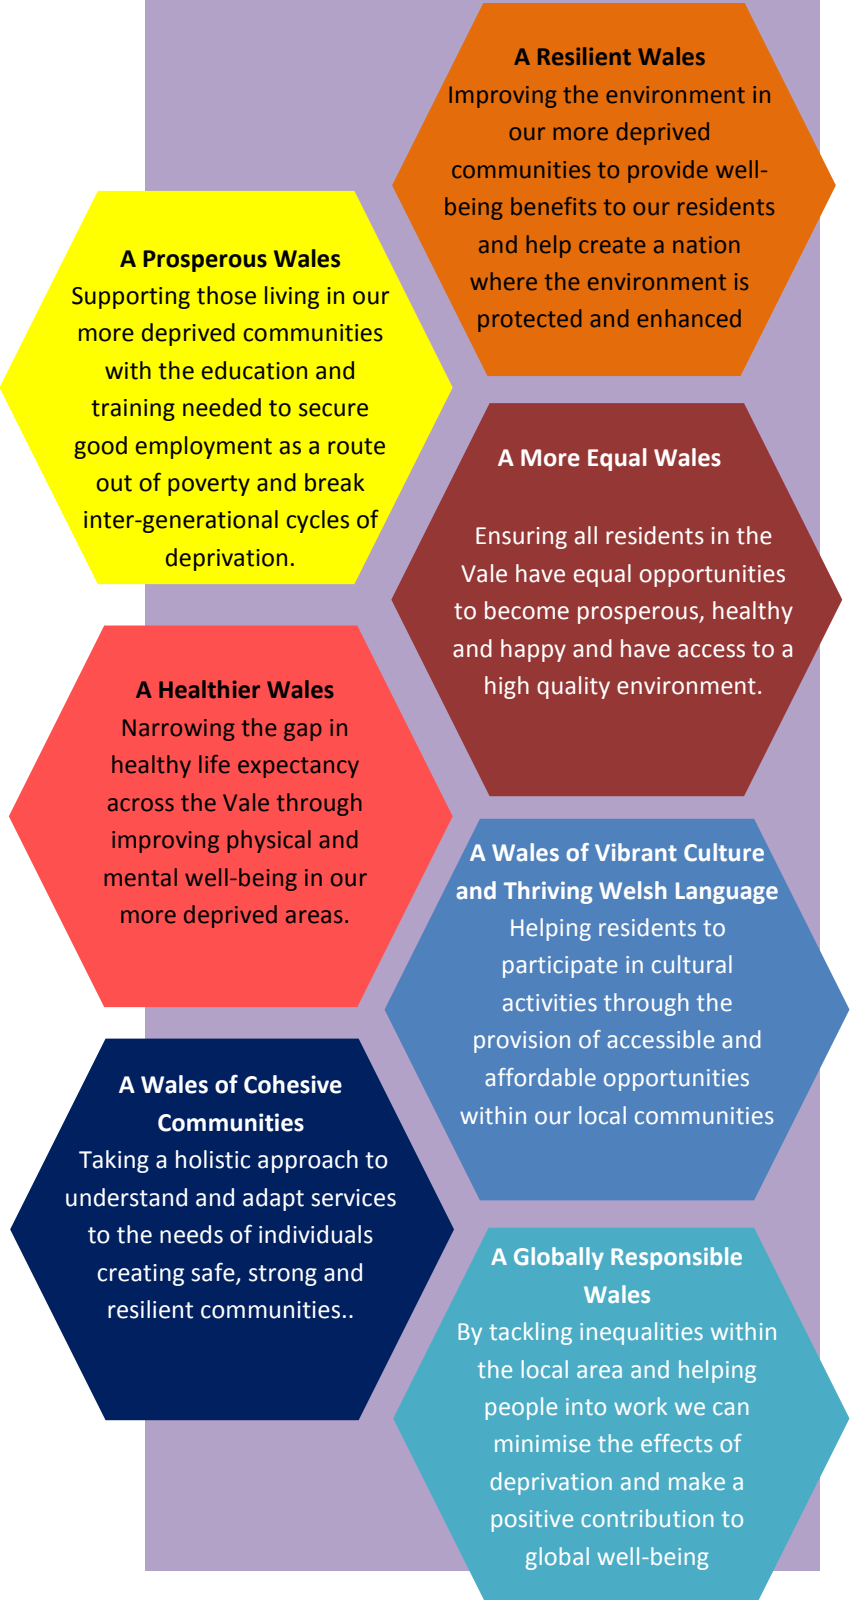 A Resilient Wales
Improving the environment in
our more deprived
communities to provide well-
being benefits to our residents
and help create a nation
where the environment is
protected and enhanced
A Prosperous Wales
Supporting those living in our
more deprived communities
with the education and
training needed to secure
good employment as a route
out of poverty and break
inter-generational cycles of
deprivation.
A More Equal Wales
Ensuring all residents in the
Vale have equal opportunities
to become prosperous, healthy
and happy and have access to a
high quality environment.
A Healthier Wales
Narrowing the gap in
healthy life expectancy
across the Vale through
improving physical and
mental well-being in our
more deprived areas.
A Wales of Vibrant Culture
and Thriving Welsh Language
Helping residents to
participate in cultural
activities through the
provision of accessible and
affordable opportunities
within our local communities
A Wales of Cohesive
Communities
Taking a holistic approach to
understand and adapt services
to the needs of individuals
creating safe, strong and
resilient communities..
A Globally Responsible
Wales
By tackling inequalities within
the local area and helping
people into work we can
minimise the effects of
deprivation and make a
positive contribution to
global well-being